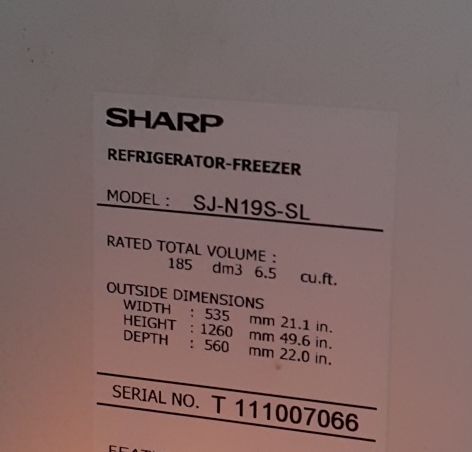 SHARP
REFRIGERATOR-FREEZER
MODEL : SJ-N19S-SL
RATED TOTAL VOLUME :
185 dm3 6.5 cu.ft.
OUTSIDE DIMENSIONS
WIDTH : 535 mm 21.1 in.
HEIGHT : 1260 mm 49.6 in.
DEPTH : 560 mm 22.0 in.
SERIAL NO. T 111007066